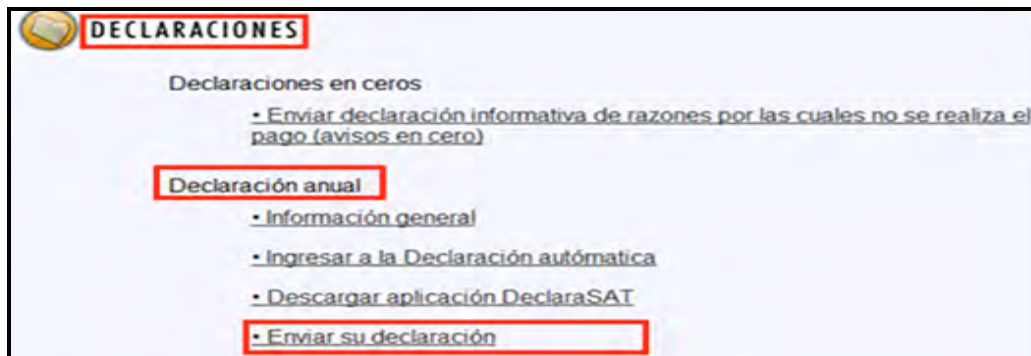 DECLARACIONES
Declaraciones en ceros
• Enviar declaración informativa de razones por las cuales no se realiza el
pago (avisos en cero)
Declaración anual
• Información general
• Ingresar a la Declaración autómatica
• Descargar aplicación DeclaraSAT
• Enviar su declaración